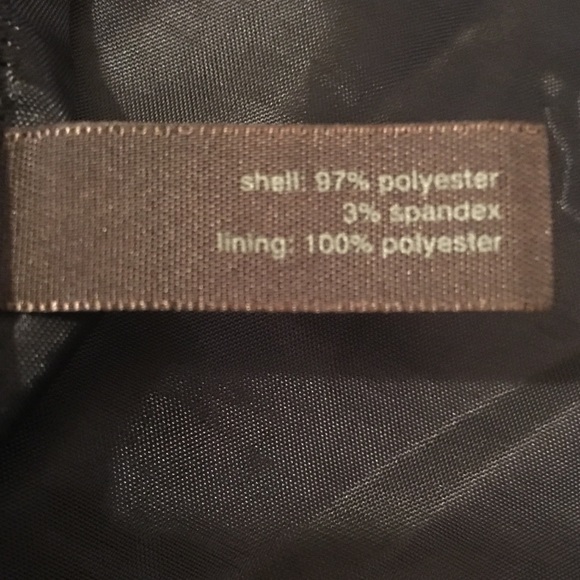 shell: 97% polyester
3% spandex
lining: 100% polyester